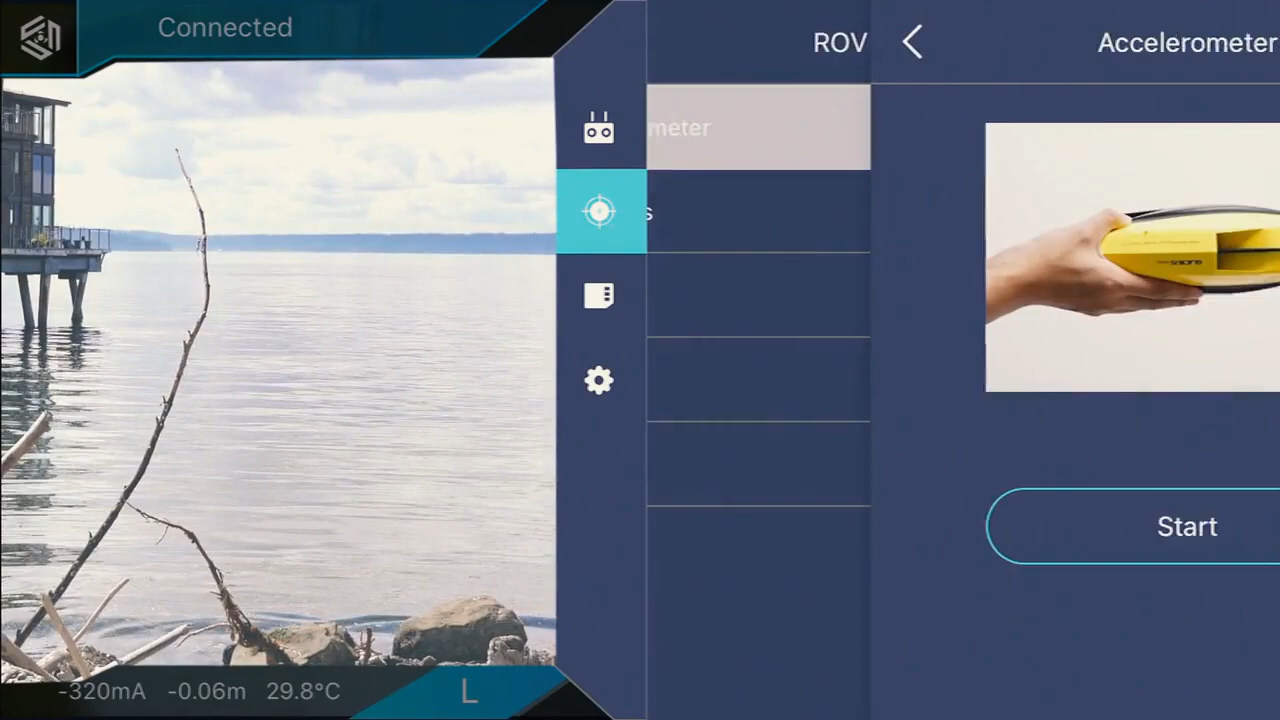 Connected
ROV
Accelerometer
meter
s
Start
-320mA -0.06m 29.8°C
L